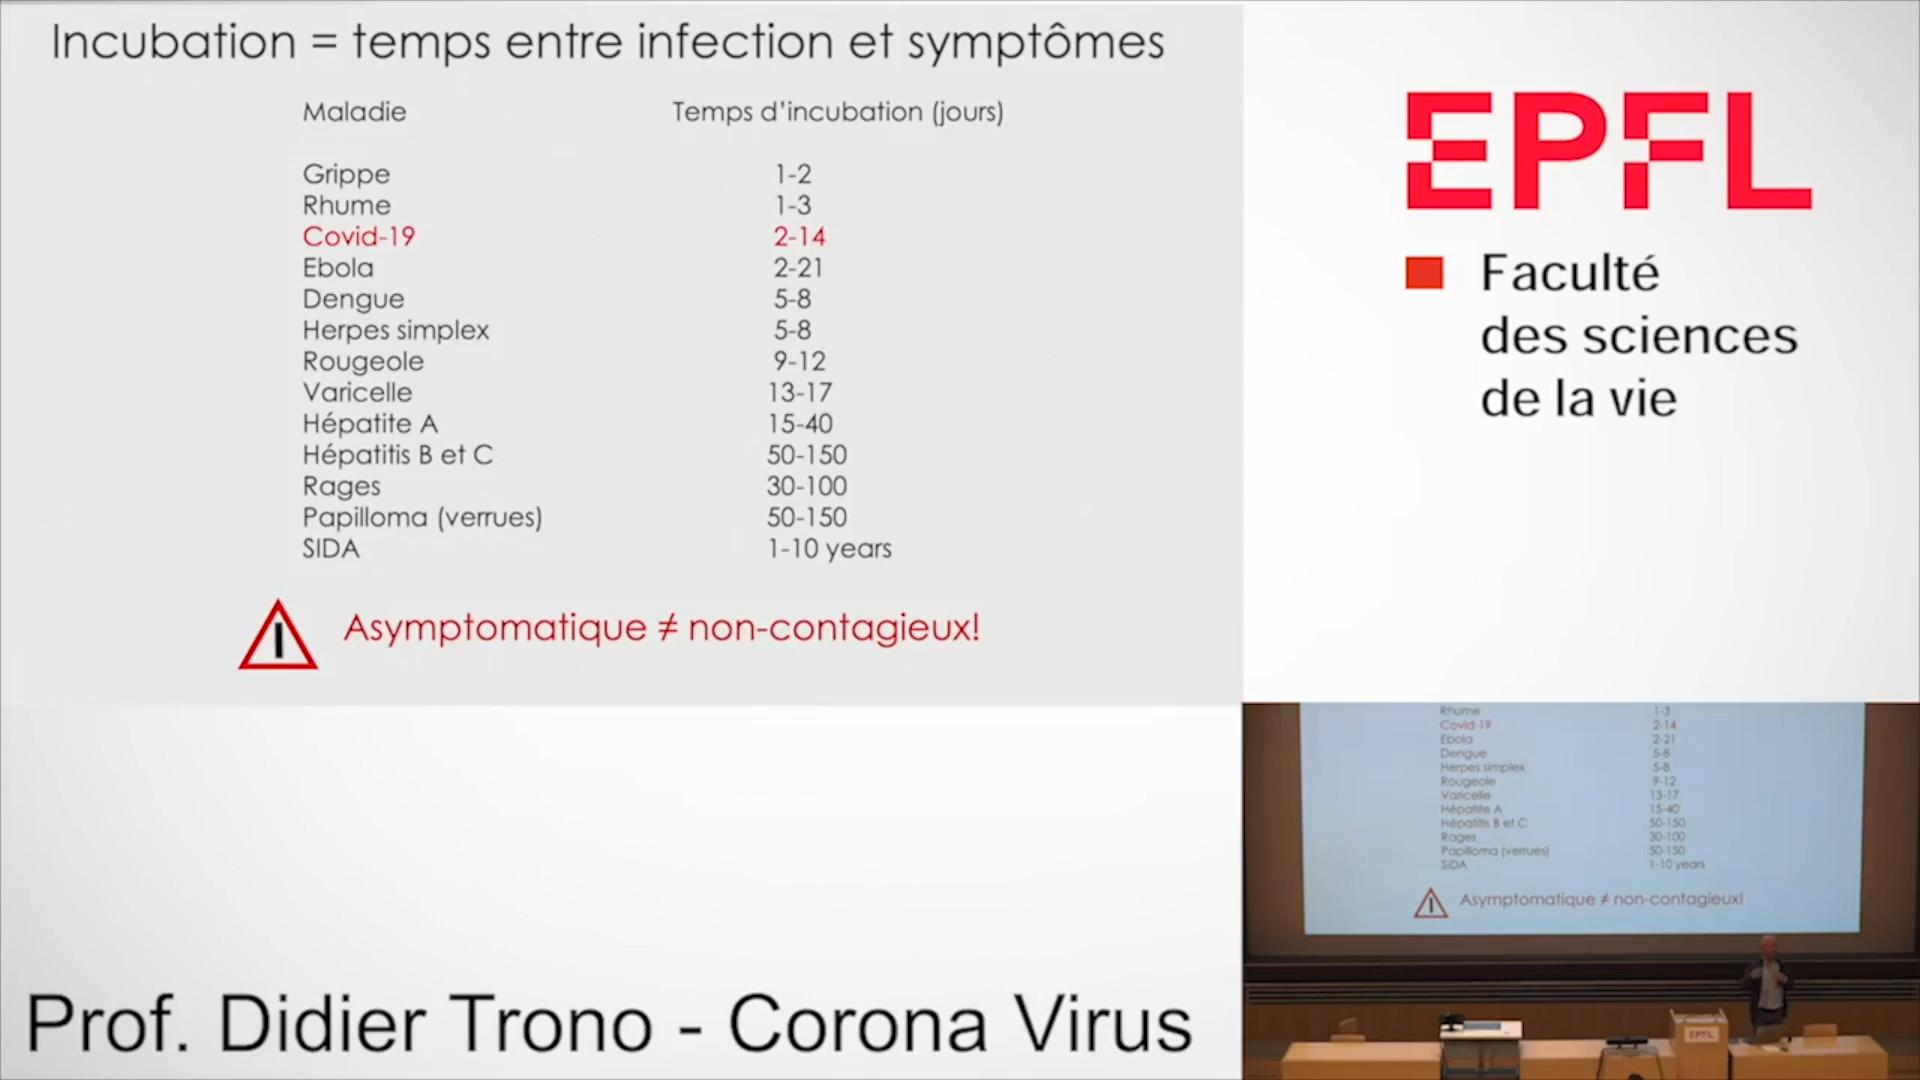 Incubation = temps entre infection et symptômes
Maladie Temps d'incubation (jours)
Grippe 1-2
Rhume 1-3
Covid-19 2-14
Ebola 2-21
Dengue 5-8
Herpes simplex 5-8
Rougeole 9-12
Varicelle 13-17
Hépatite A 15-40
Hépatitis B et C 50-150
Rages 30-100
Papilloma (verrues) 50-150
SIDA 1-10 years
Asymptomatique ≠ non-contagieux!
EPFL
Faculté
des sciences
de la vie
Rhume 1-3
Covid-19 2-14
Ebola 2-21
Dengue 5-8
Herpes simplex 5-8
Rougeole 9-12
Varicelle 13-17
Hépatite A 15-40
Hépatitis B et C 50-150
Rages 30-100
Papilloma (verrues) 50-150
SIDA 1-10 years
Asymptomatique ≠ non-contagieux!
EPFL
Prof. Didier Trono - Corona Virus